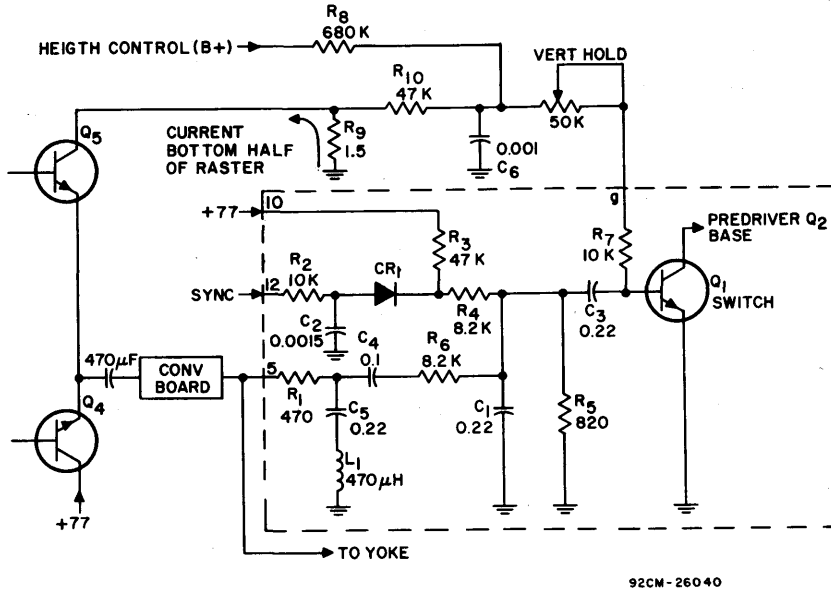 R8
680 K
HEIGTH CONTROL (B+)
VERT HOLD
R10
47 K
50 K
Q5
CURRENT
BOTTOM HALF
OF RASTER
R9
1.5
0.001
C6
9
+77
10
PREDRIVER Q2
BASE
R7
10 K
R3
47 K
R2
10K
CR1
SYNC
12
Q1
SWITCH
R4
8.2K
C3
0.22
C2
0.0015
C4
0.1
R6
8.2 K
470µF
CONV
BOARD
5
R1
470
C5
0.22
C1
0.22
R5
820
Q4
L1
470µH
+77
TO YOKE
92CM-26040